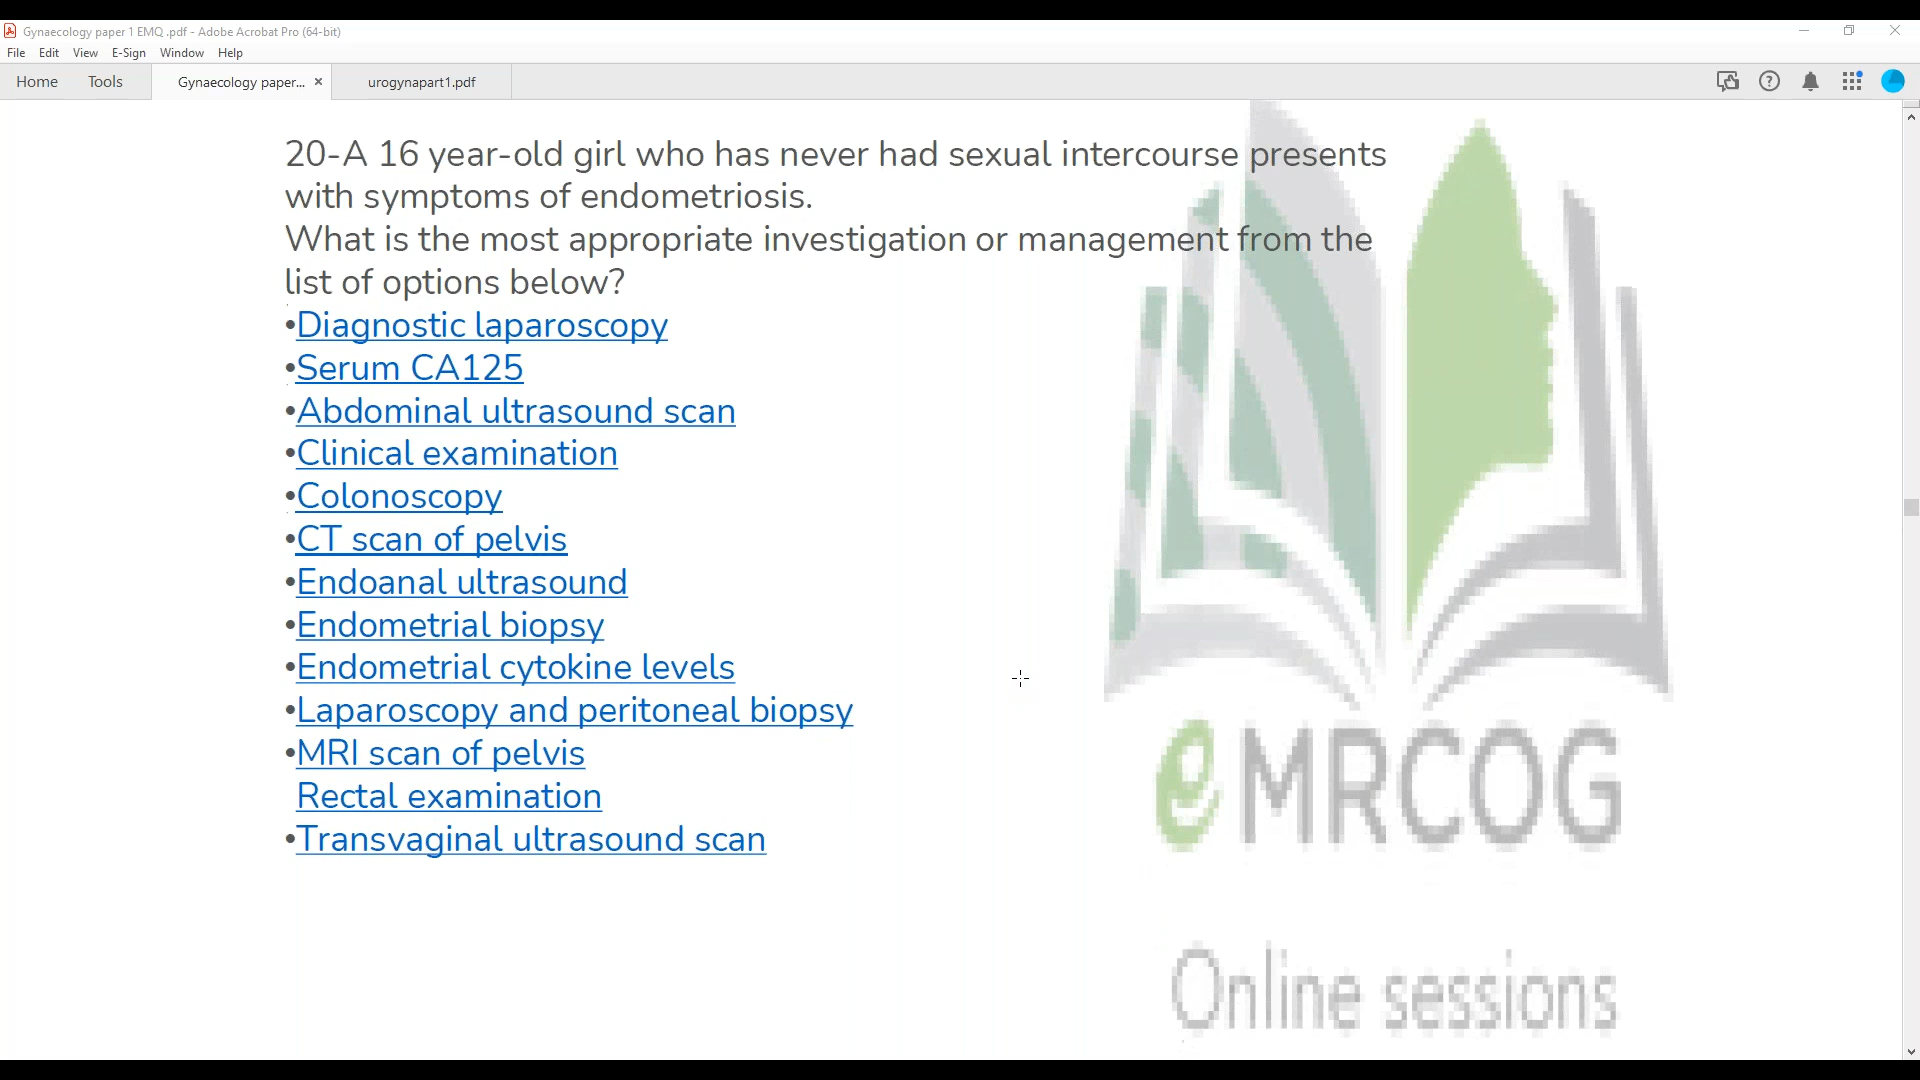 Gynaecology paper 1 EMQ .pdf - Adobe Acrobat Pro (64-bit)
File Edit View E-Sign Window Help
Home Tools Gynaecology paper... × urogynapart1.pdf
20-A 16 year-old girl who has never had sexual intercourse presents
with symptoms of endometriosis.
What is the most appropriate investigation or management from the
list of options below?
•Diagnostic laparoscopy
•Serum CA125
•Abdominal ultrasound scan
•Clinical examination
•Colonoscopy
•CT scan of pelvis
•Endoanal ultrasound
•Endometrial biopsy
•Endometrial cytokine levels
•Laparoscopy and peritoneal biopsy
•MRI scan of pelvis
Rectal examination
•Transvaginal ultrasound scan
eMRCOG
Online sessions